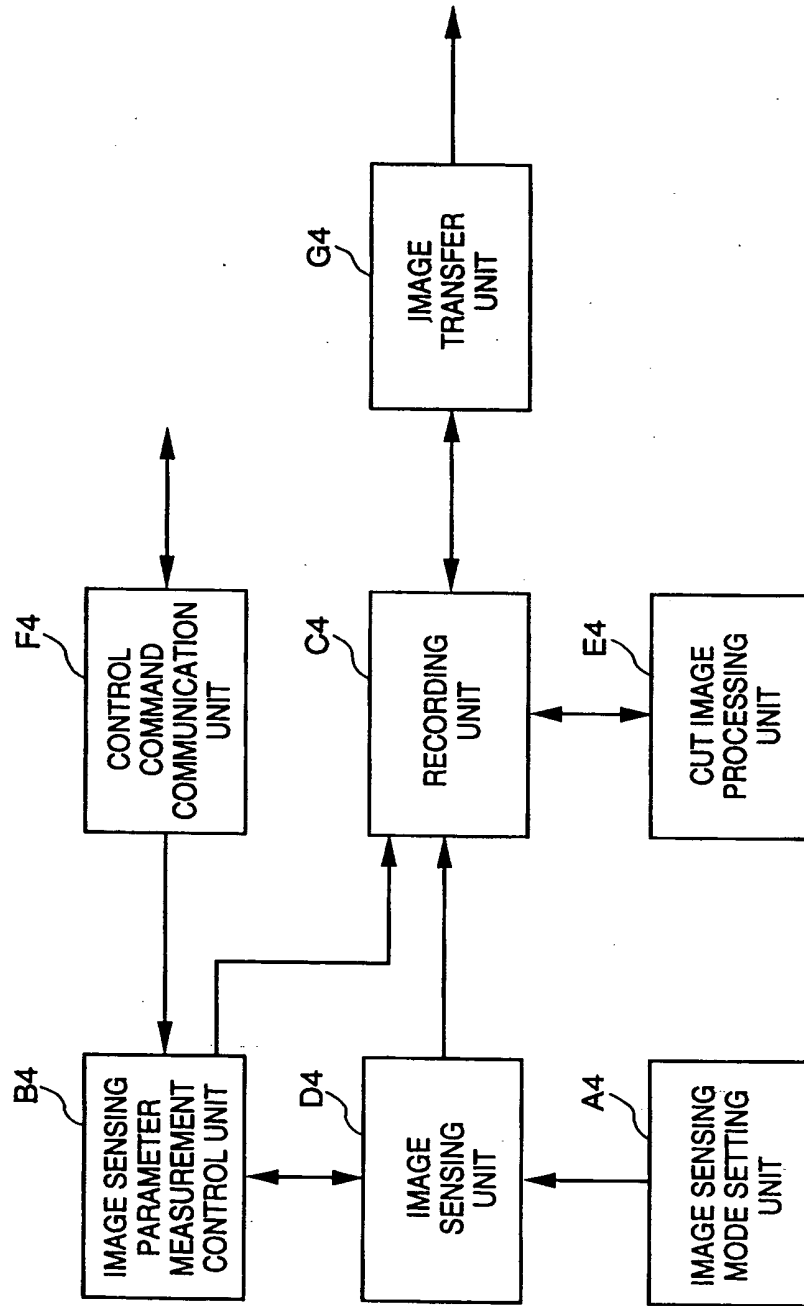 B4
IMAGE SENSING
PARAMETER
MEASUREMENT
CONTROL UNIT
F4
CONTROL
COMMAND
COMMUNICATION
UNIT
D4
IMAGE
SENSING
UNIT
C4
RECORDING
UNIT
G4
IMAGE
TRANSFER
UNIT
A4
IMAGE SENSING
MODE SETTING
UNIT
E4
CUT IMAGE
PROCESSING
UNIT